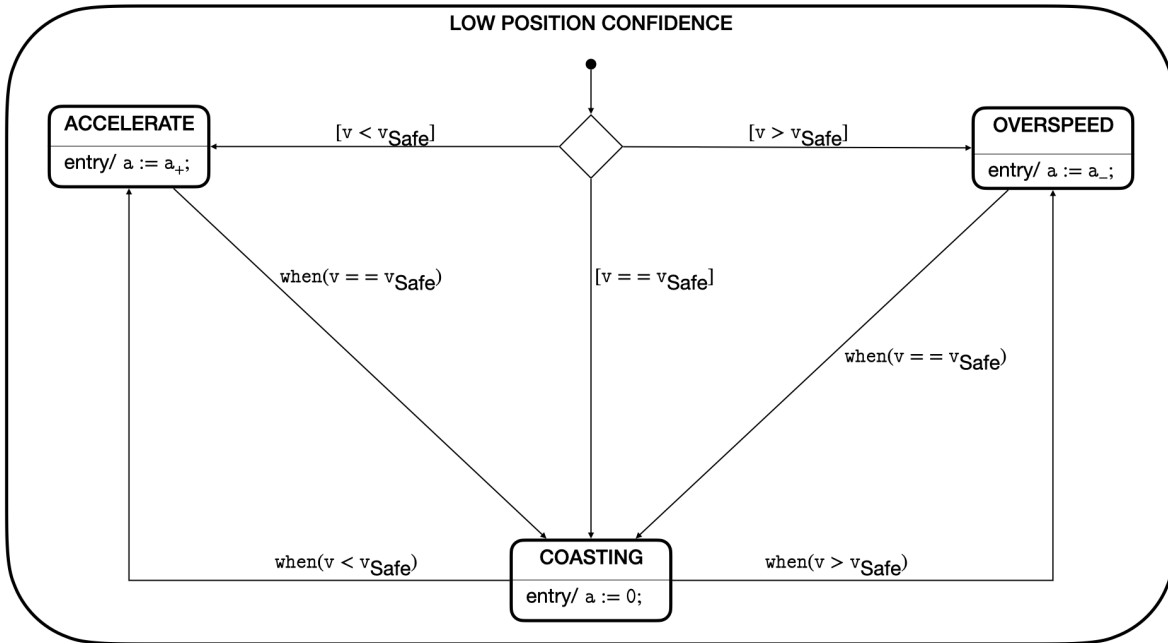 LOW POSITION CONFIDENCE
ACCELERATE
entry/ a := a₊;
[v < vSafe]
[v > vSafe]
OVERSPEED
entry/ a := a₋;
when(v == vSafe)
[v == vSafe]
when(v == vSafe)
when(v < vSafe)
COASTING
entry/ a := 0;
when(v > vSafe)